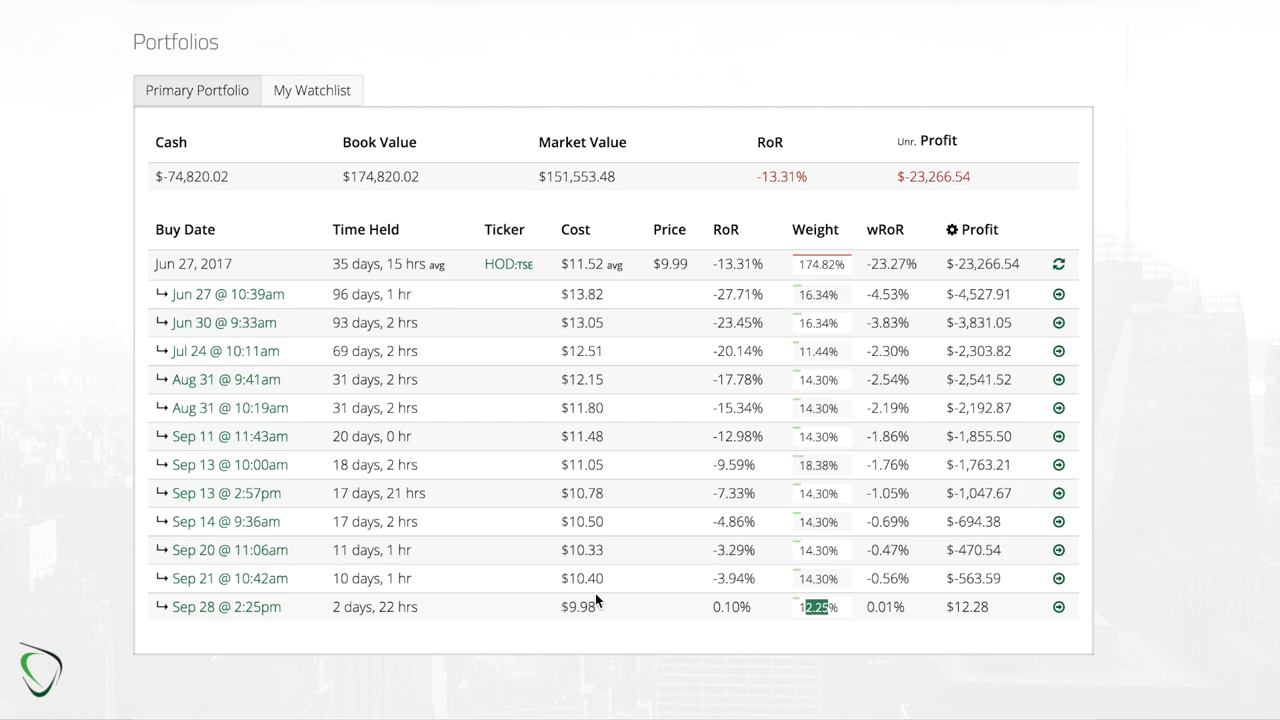 Portfolios
Primary Portfolio My Watchlist
Cash Book Value Market Value RoR Unr. Profit
$-74,820.02 $174,820.02 $151,553.48 -13.31% $-23,266.54
Buy Date Time Held Ticker Cost Price RoR Weight wRoR Profit
Jun 27, 2017 35 days, 15 hrs avg HOD:TSE $11.52 avg $9.99 -13.31% 174.82% -23.27% $-23,266.54
Jun 27 @ 10:39am 96 days, 1 hr $13.82 -27.71% 16.34% -4.53% $-4,527.91
Jun 30 @ 9:33am 93 days, 2 hrs $13.05 -23.45% 16.34% -3.83% $-3,831.05
Jul 24 @ 10:11am 69 days, 2 hrs $12.51 -20.14% 11.44% -2.30% $-2,303.82
Aug 31 @ 9:41am 31 days, 2 hrs $12.15 -17.78% 14.30% -2.54% $-2,541.52
Aug 31 @ 10:19am 31 days, 2 hrs $11.80 -15.34% 14.30% -2.19% $-2,192.87
Sep 11 @ 11:43am 20 days, 0 hr $11.48 -12.98% 14.30% -1.86% $-1,855.50
Sep 13 @ 10:00am 18 days, 2 hrs $11.05 -9.59% 18.38% -1.76% $-1,763.21
Sep 13 @ 2:57pm 17 days, 21 hrs $10.78 -7.33% 14.30% -1.05% $-1,047.67
Sep 14 @ 9:36am 17 days, 2 hrs $10.50 -4.86% 14.30% -0.69% $-694.38
Sep 20 @ 11:06am 11 days, 1 hr $10.33 -3.29% 14.30% -0.47% $-470.54
Sep 21 @ 10:42am 10 days, 1 hr $10.40 -3.94% 14.30% -0.56% $-563.59
Sep 28 @ 2:25pm 2 days, 22 hrs $9.98 0.10% 12.25% 0.01% $12.28